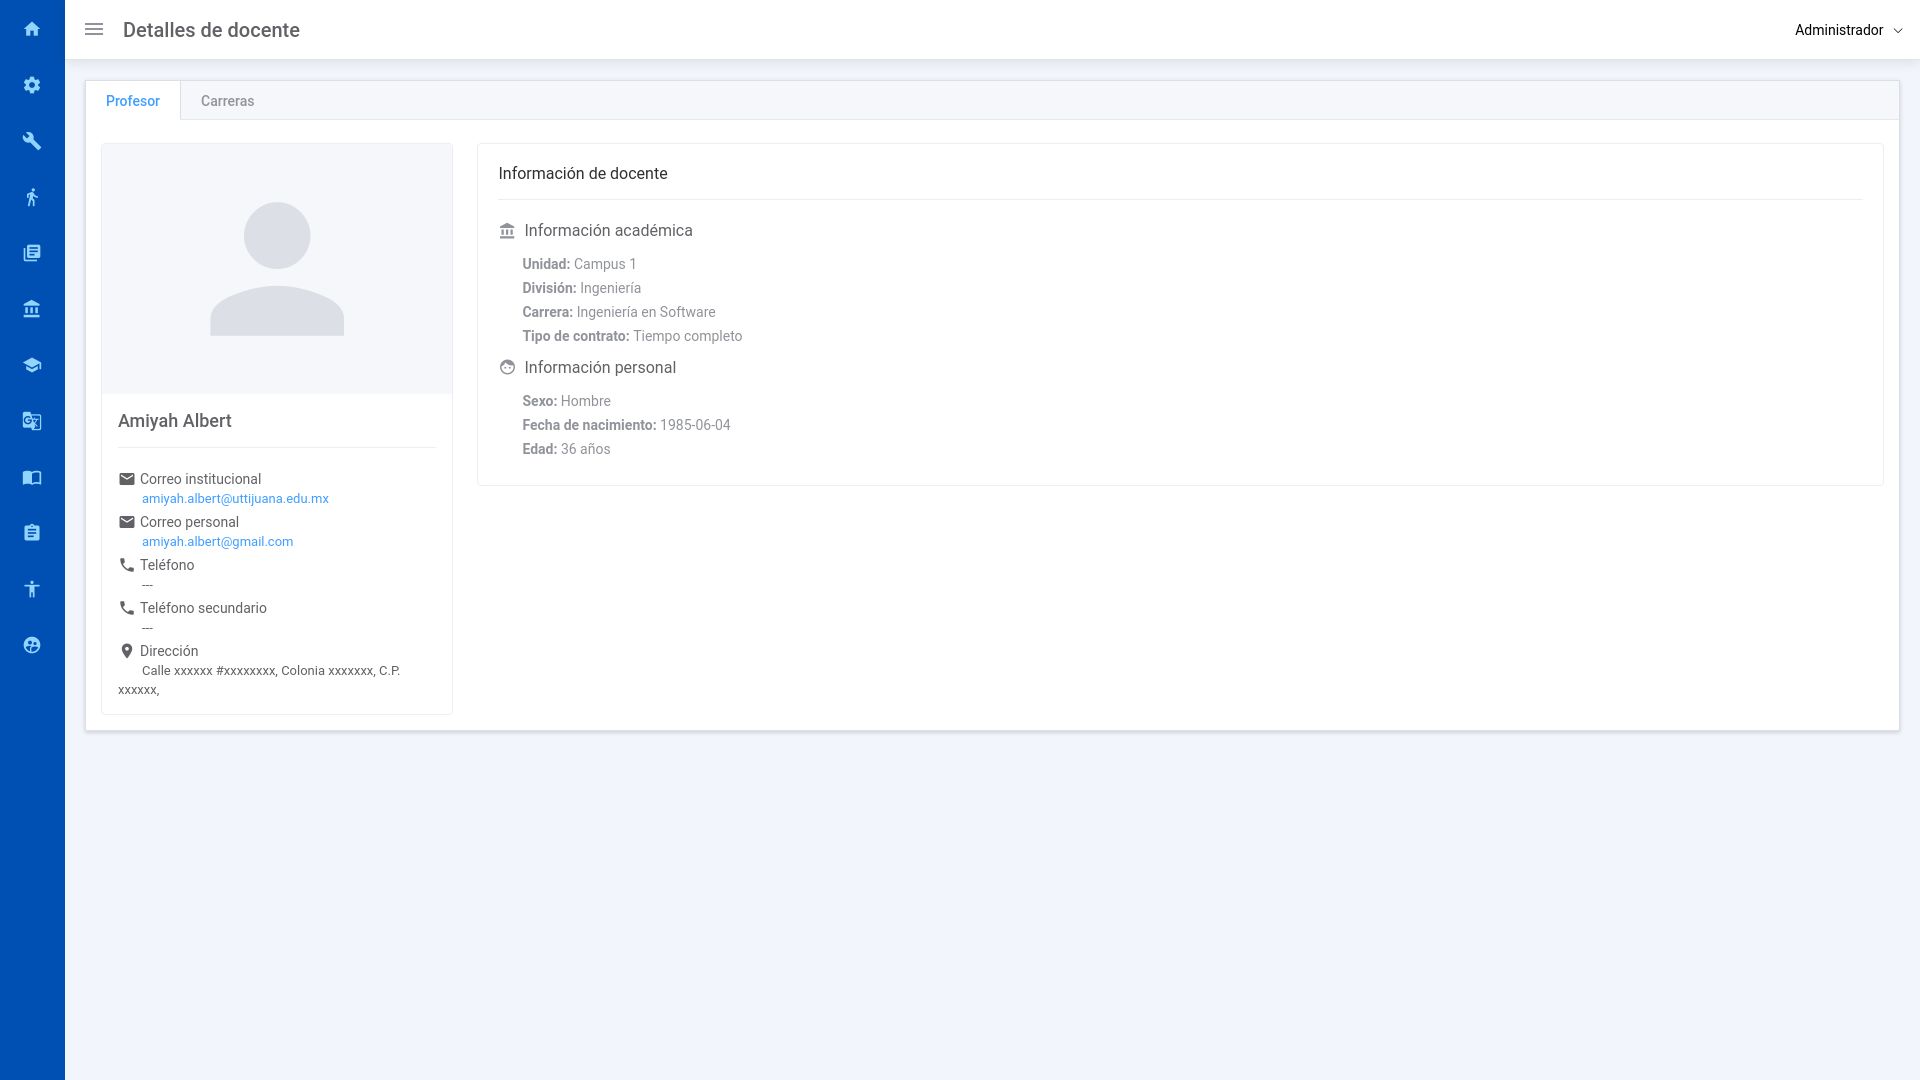 Detalles de docente
Administrador
Profesor
Carreras
Amiyah Albert
Correo institucional
amiyah.albert@uttijuana.edu.mx
Correo personal
amiyah.albert@gmail.com
Teléfono
---
Teléfono secundario
---
Dirección
Calle xxxxxx #xxxxxxxx, Colonia xxxxxxx, C.P.
xxxxxx,
Información de docente
Información académica
Unidad: Campus 1
División: Ingeniería
Carrera: Ingeniería en Software
Tipo de contrato: Tiempo completo
Información personal
Sexo: Hombre
Fecha de nacimiento: 1985-06-04
Edad: 36 años